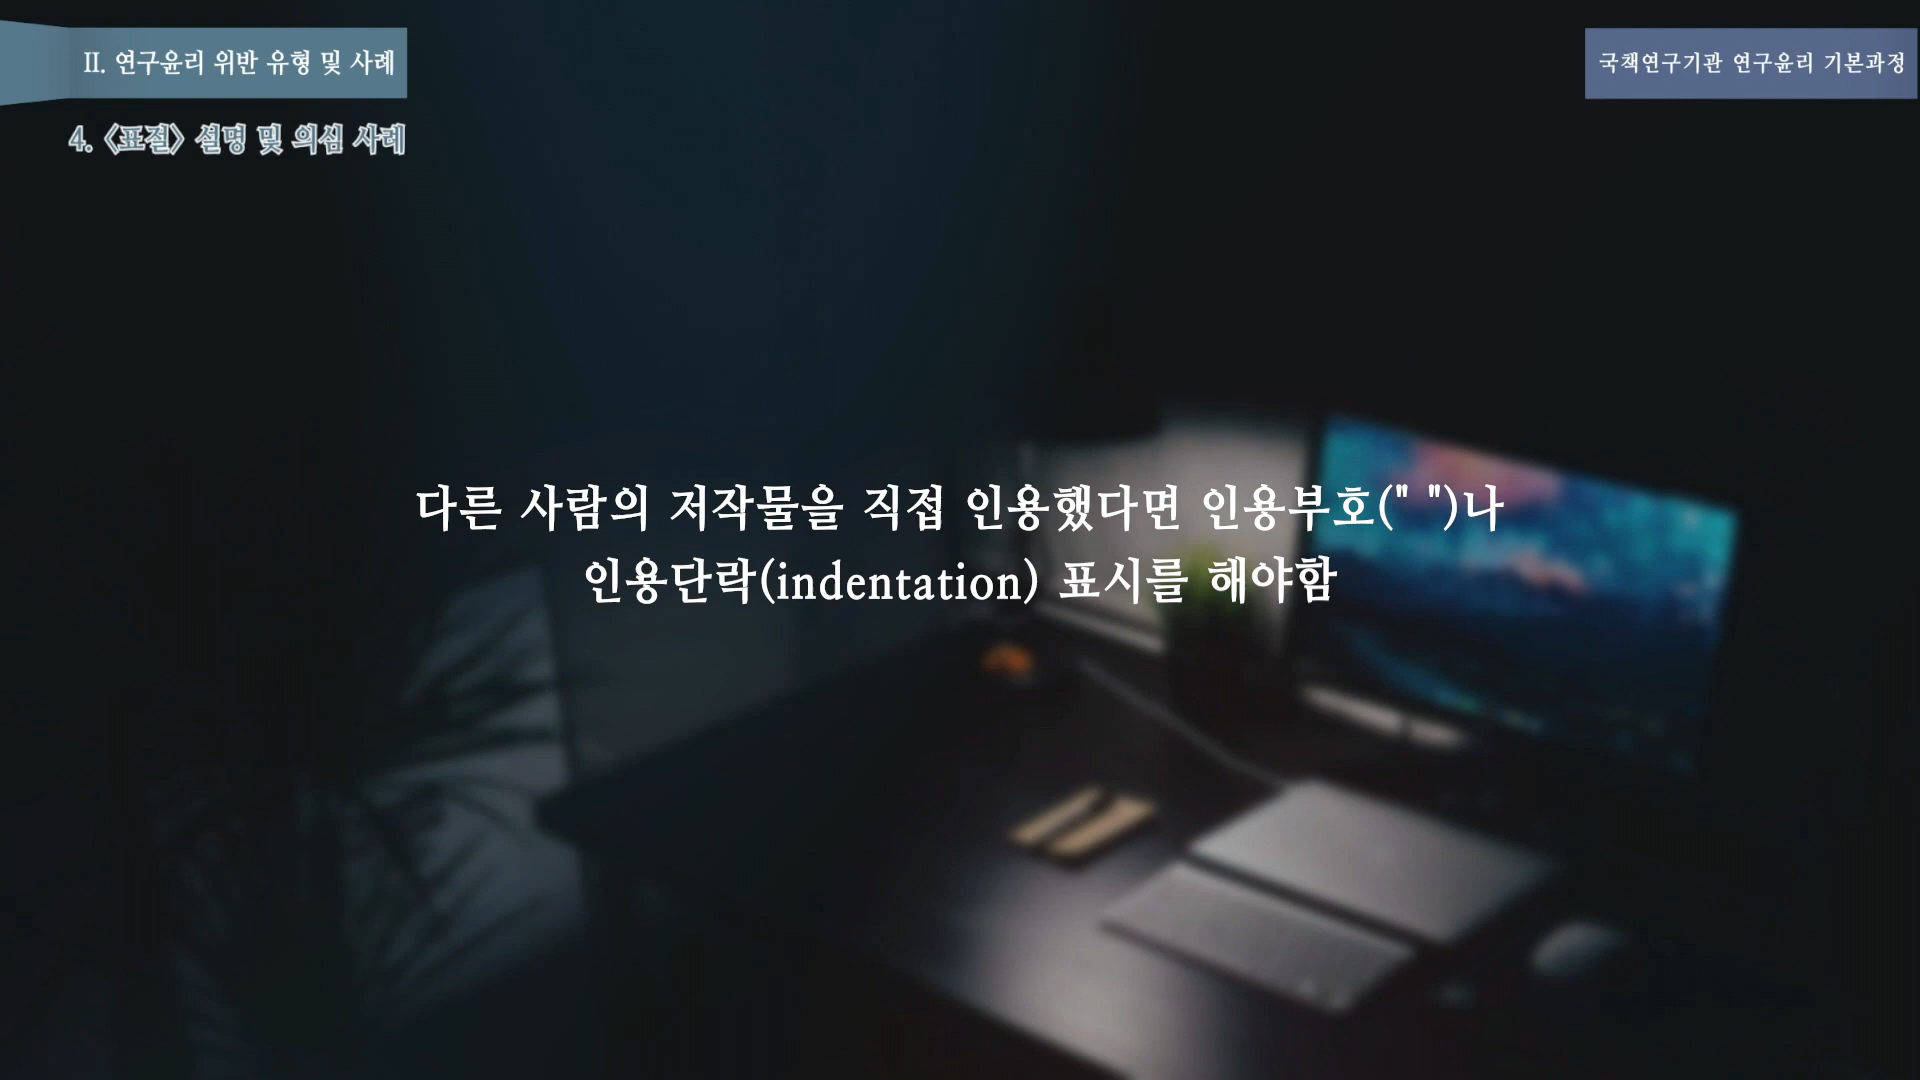 II. 연구윤리 위반 유형 및 사례
국책연구기관 연구윤리 기본과정
4. 〈표절〉 설명 및 의심 사례
다른 사람의 저작물을 직접 인용했다면 인용부호(" ")나
인용단락(indentation) 표시를 해야함